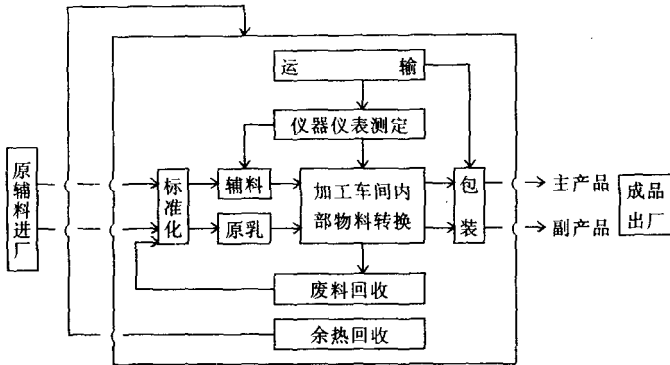 运输
仪器仪表测定
原辅料进厂
标准化
辅料
原乳
加工车间内
部物料转换
包装
主产品
副产品
成品
出厂
废料回收
余热回收